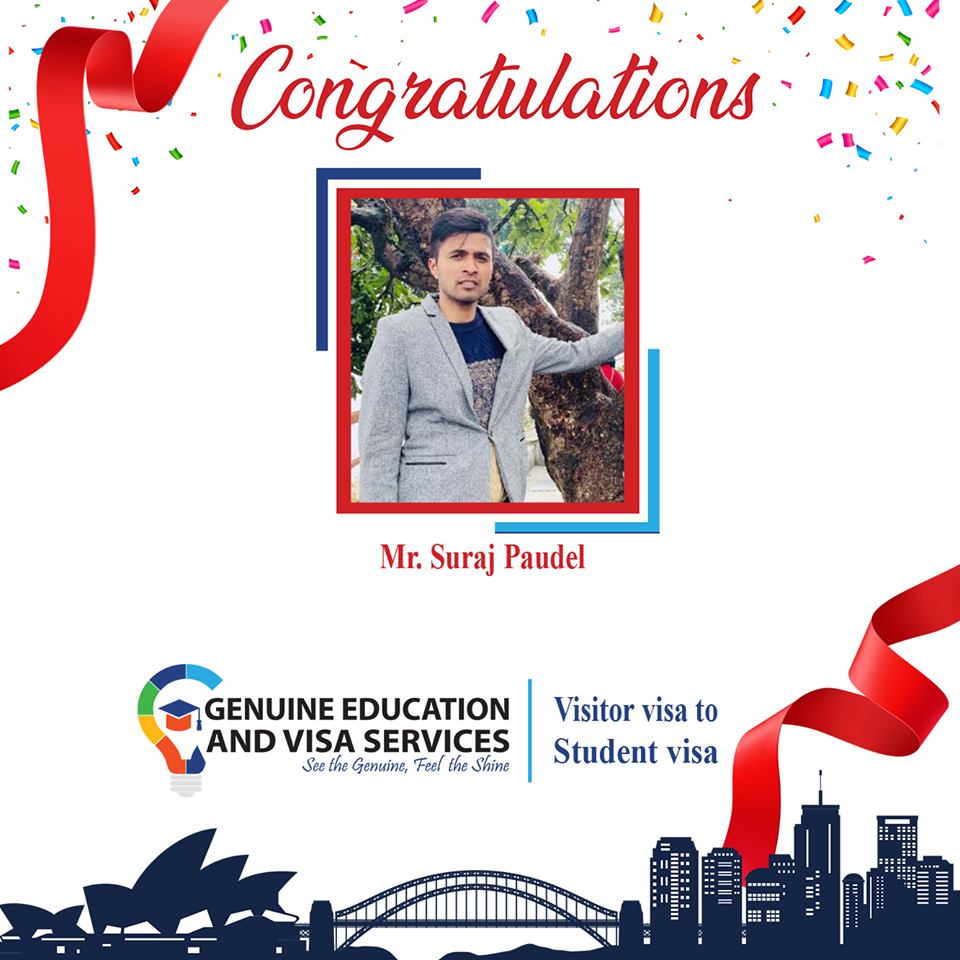 Congratulations
Mr. Suraj Paudel
GENUINE EDUCATION
AND VISA SERVICES
See the Genuine, Feel the Shine
Visitor visa to
Student visa